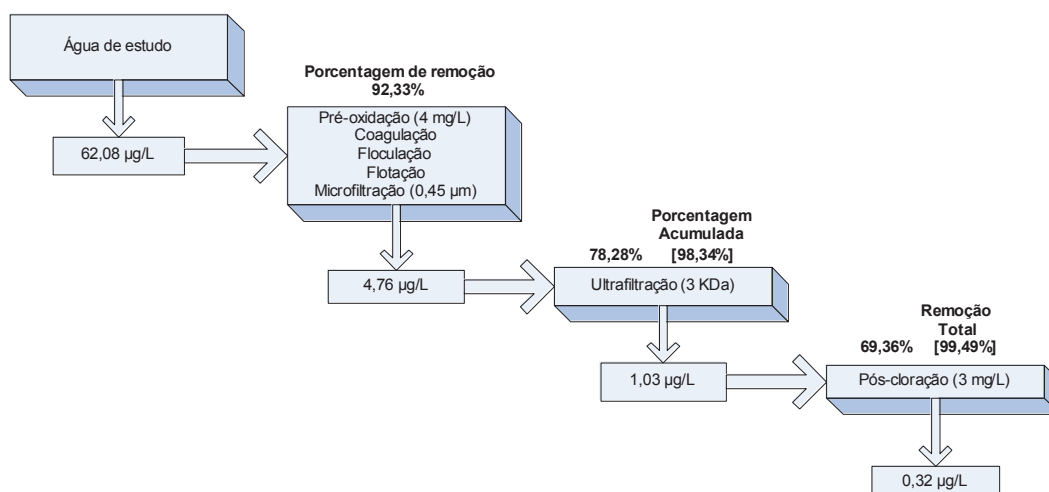 Água de estudo
62,08 µg/L
Porcentagem de remoção
92,33%
Pré-oxidação (4 mg/L)
Coagulação
Floculação
Flotação
Microfiltração (0,45 µm)
4,76 µg/L
Porcentagem
Acumulada
78,28% [98,34%]
Ultrafiltração (3 KDa)
1,03 µg/L
Remoção
Total
69,36% [99,49%]
Pós-cloração (3 mg/L)
0,32 µg/L